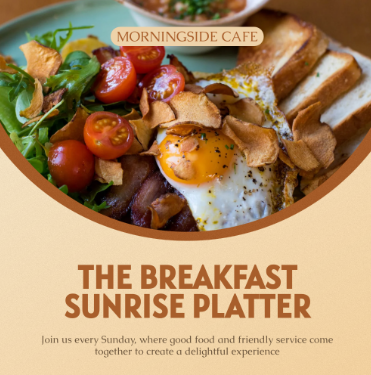 MORNINGSIDE CAFE
THE BREAKFAST
SUNRISE PLATTER
Join us every Sunday, where good food and friendly service come
together to create a delightful experience